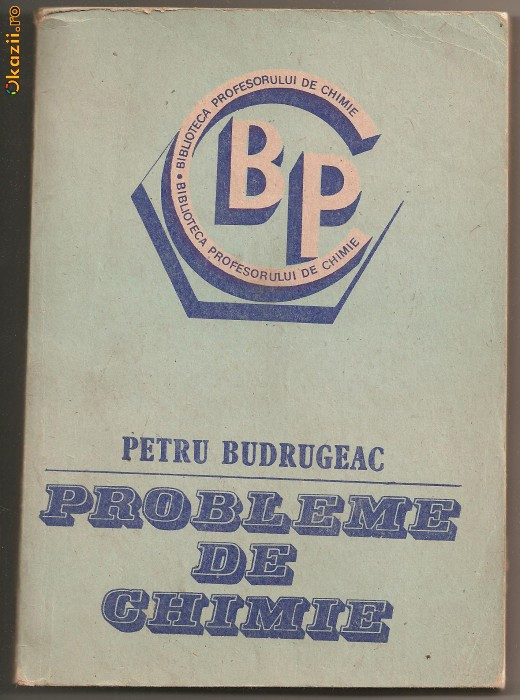 Okazii.ro
BIBLIOTECA PROFESORULUI DE CHIMIE • BIBLIOTECA PROFESORULUI DE CHIMIE
C
BP
PETRU BUDRUGEAC
PROBLEME
DE
CHIMIE